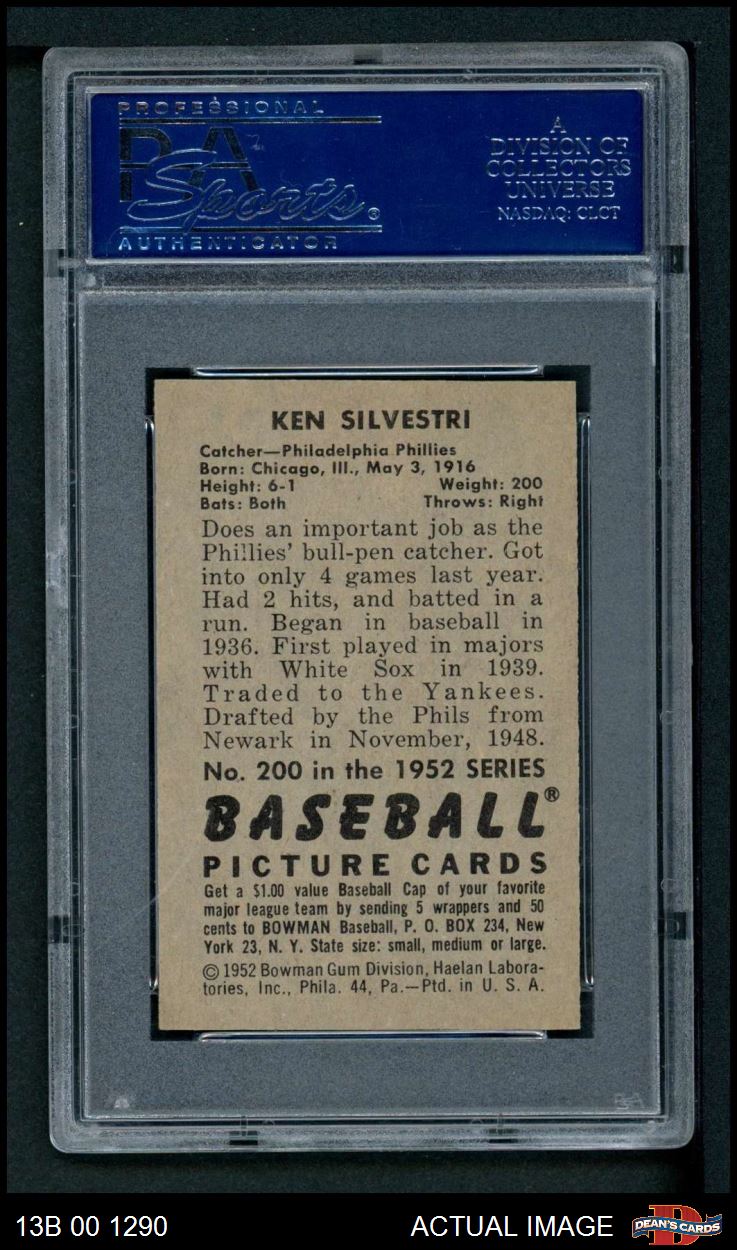 PROFESSIONAL
PSA
Sports®
AUTHENTICATOR
A
DIVISION OF
COLLECTORS
UNIVERSE
NASDAQ: CLCT
KEN SILVESTRI
Catcher—Philadelphia Phillies
Born: Chicago, Ill., May 3, 1916
Height: 6-1 Weight: 200
Bats: Both Throws: Right
Does an important job as the
Phillies' bull-pen catcher. Got
into only 4 games last year.
Had 2 hits, and batted in a
run. Began in baseball in
1936. First played in majors
with White Sox in 1939.
Traded to the Yankees.
Drafted by the Phils from
Newark in November, 1948.
No. 200 in the 1952 SERIES
BASEBALL®
PICTURE CARDS
Get a $1.00 value Baseball Cap of your favorite
major league team by sending 5 wrappers and 50
cents to BOWMAN Baseball, P. O. BOX 234, New
York 23, N. Y. State size: small, medium or large.
© 1952 Bowman Gum Division, Haelan Labora-
tories, Inc., Phila. 44, Pa.—Ptd. in U. S. A.
PSA
13B 00 1290 ACTUAL IMAGE
D
DEAN'S CARDS